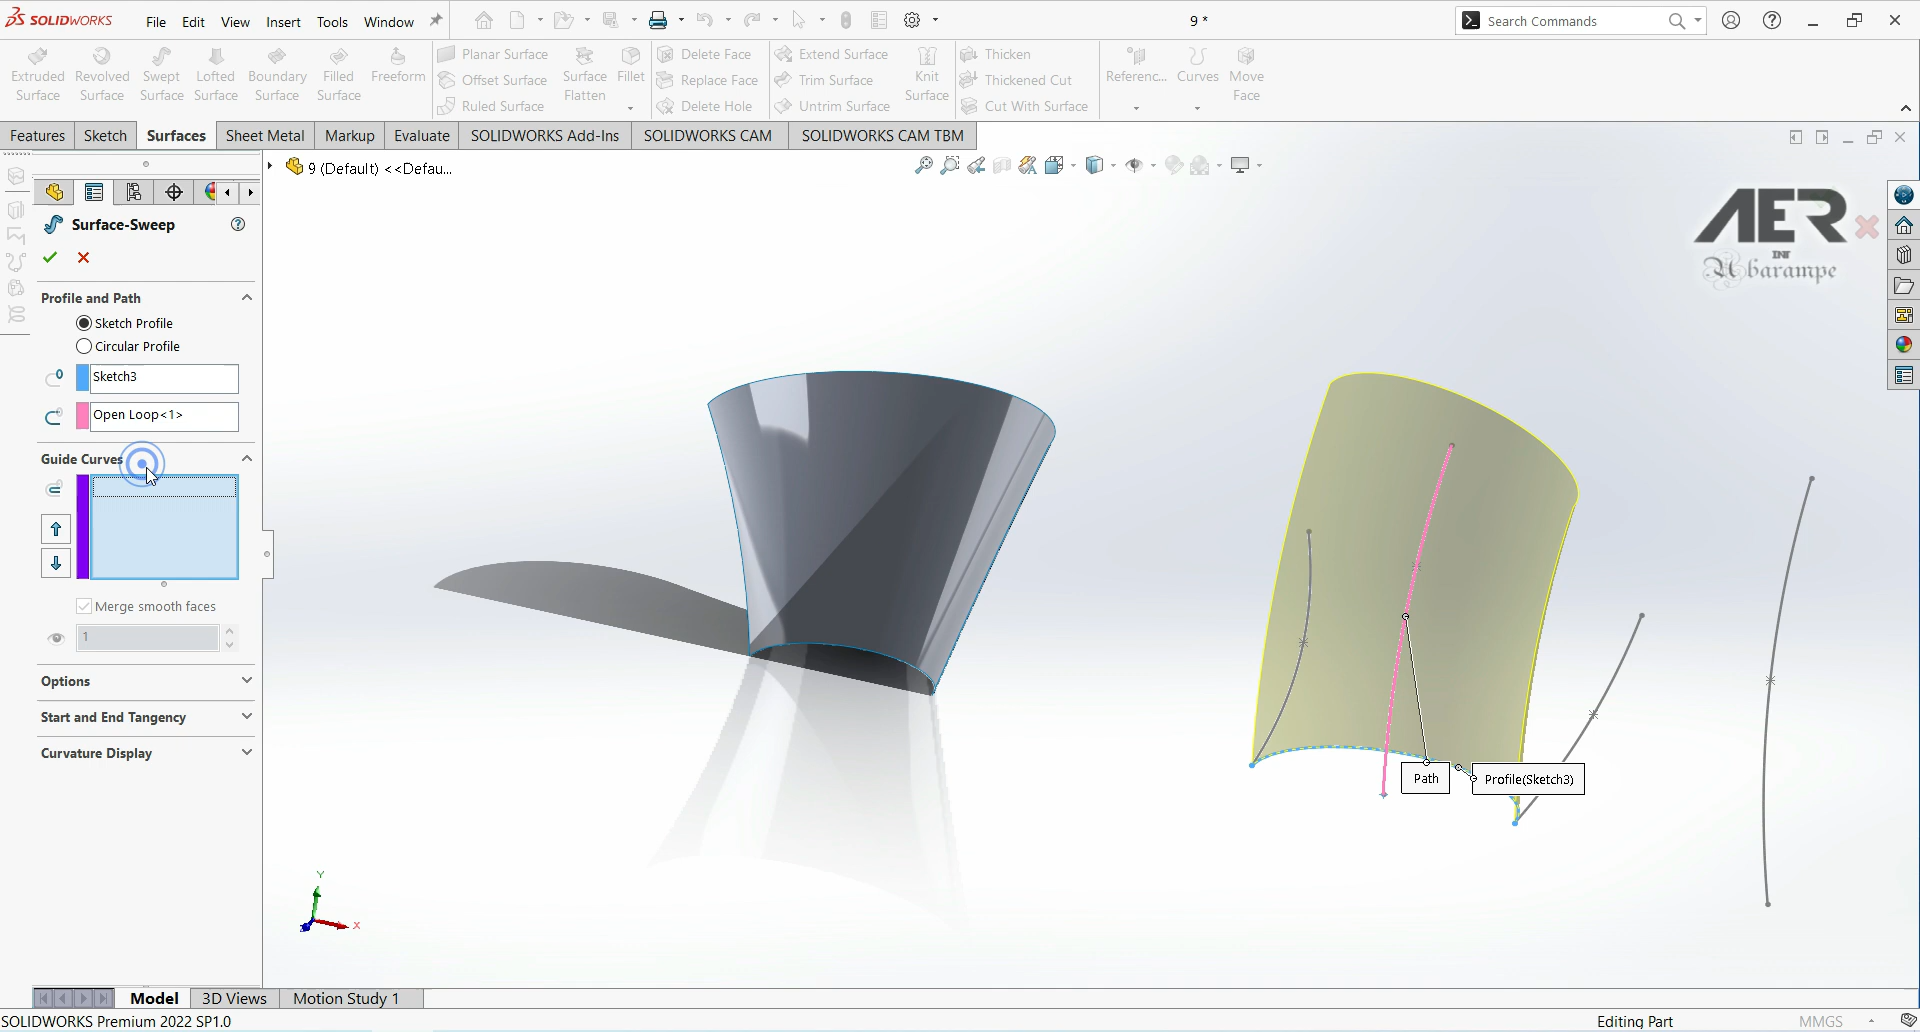 SOLIDWORKS File Edit View Insert Tools Window 9 * Search Commands
Extruded Surface
Revolved Surface
Swept Surface
Lofted Surface
Boundary Surface
Filled Surface
Freeform
Planar Surface
Offset Surface
Ruled Surface
Surface Flatten
Fillet
Delete Face
Replace Face
Delete Hole
Extend Surface
Trim Surface
Untrim Surface
Knit Surface
Thicken
Thickened Cut
Cut With Surface
Referenc...
Curves
Move Face
Features Sketch Surfaces Sheet Metal Markup Evaluate SOLIDWORKS Add-Ins SOLIDWORKS CAM SOLIDWORKS CAM TBM
9 (Default) <<Defau...
Surface-Sweep
Profile and Path
Sketch Profile
Circular Profile
Sketch3
Open Loop<1>
Guide Curves
Merge smooth faces
1
Options
Start and End Tangency
Curvature Display
AER
INT
Abarampe
Path
Profile(Sketch3)
Y
X
Model 3D Views Motion Study 1
SOLIDWORKS Premium 2022 SP1.0 Editing Part MMGS